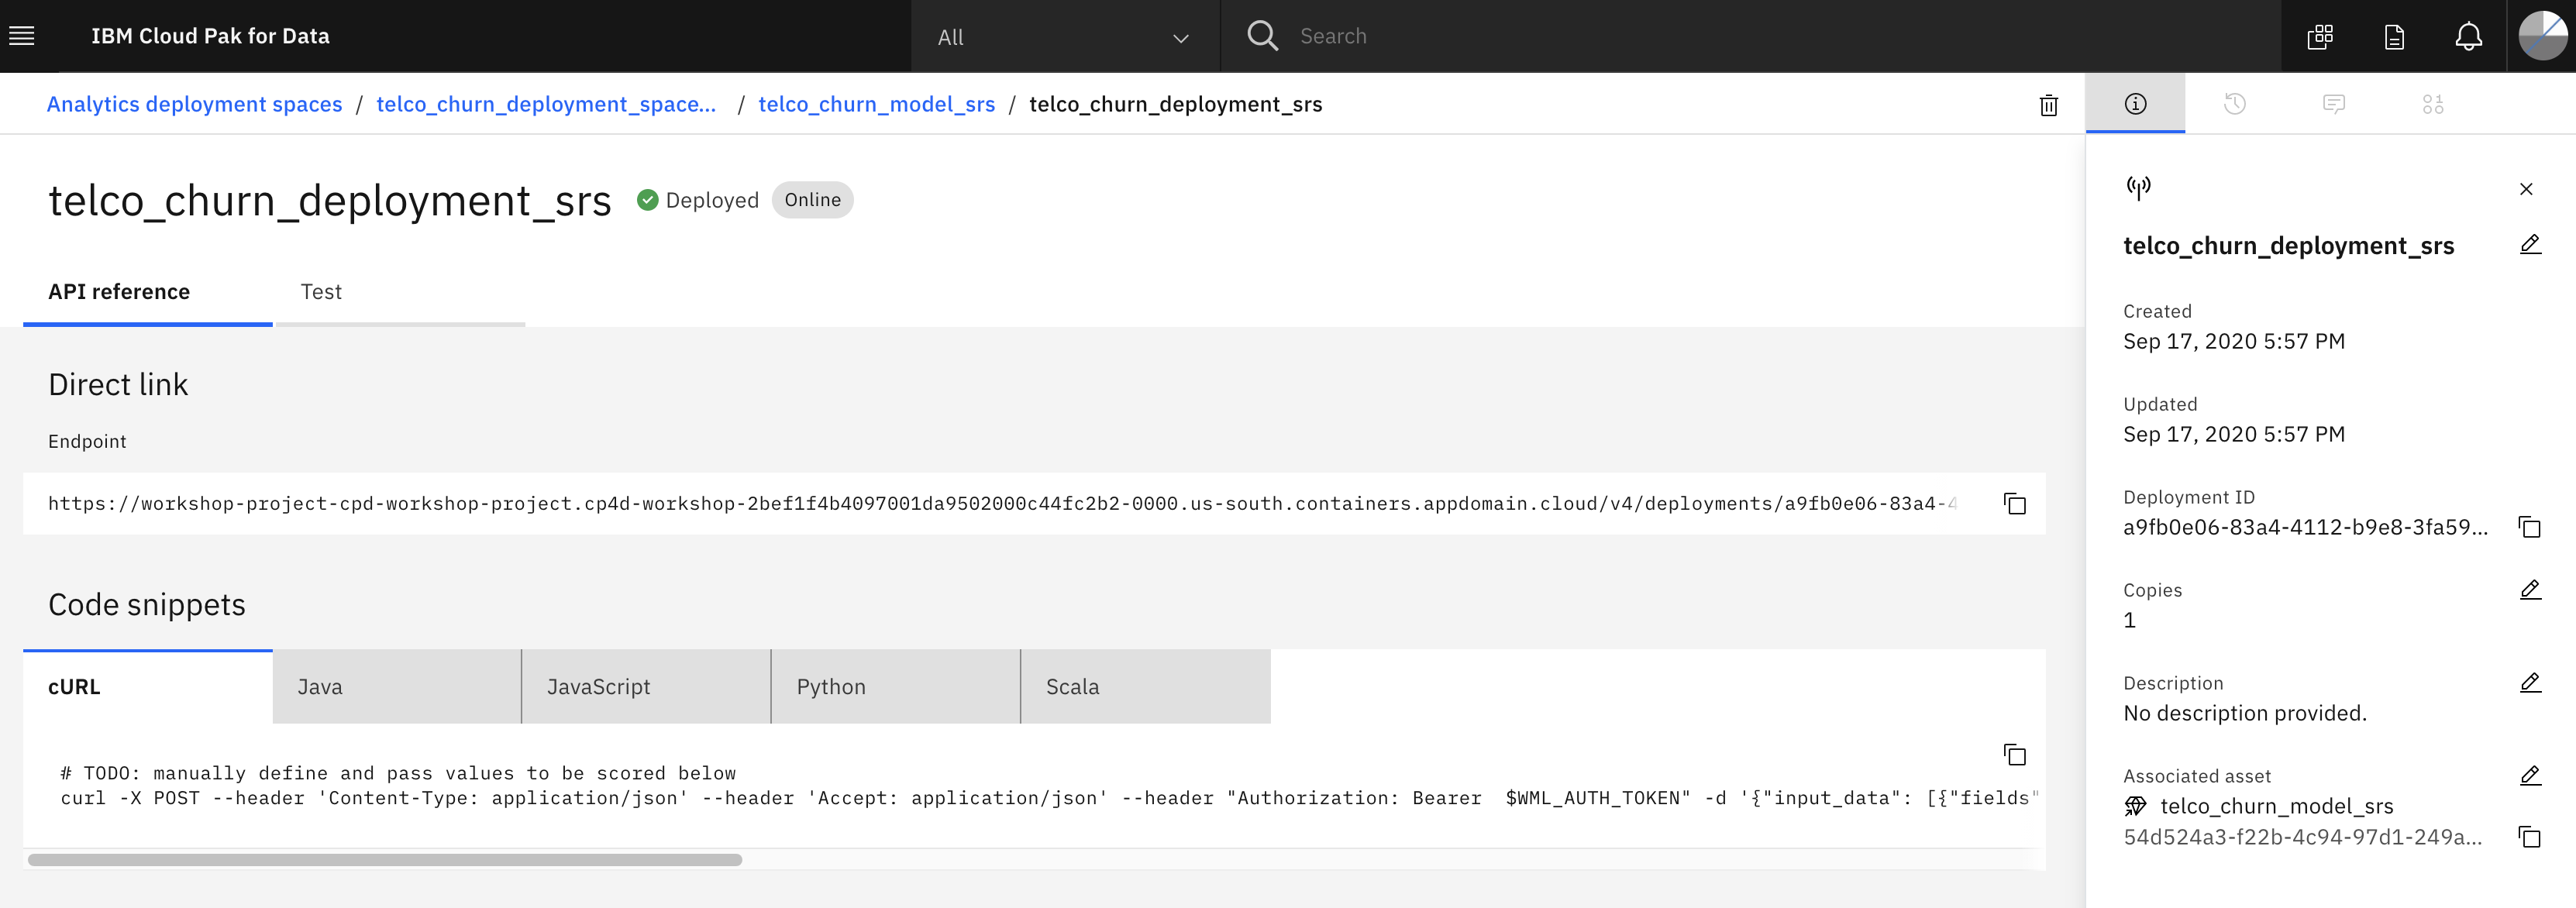 IBM Cloud Pak for Data
All
Search
Analytics deployment spaces / telco_churn_deployment_space... / telco_churn_model_srs / telco_churn_deployment_srs
telco_churn_deployment_srs Deployed Online
API reference Test
Direct link
Endpoint
https://workshop-project-cpd-workshop-project.cp4d-workshop-2bef1f4b4097001da9502000c44fc2b2-0000.us-south.containers.appdomain.cloud/v4/deployments/a9fb0e06-83a4-4
Code snippets
cURL Java JavaScript Python Scala
# TODO: manually define and pass values to be scored below
curl -X POST --header 'Content-Type: application/json' --header 'Accept: application/json' --header "Authorization: Bearer  $WML_AUTH_TOKEN" -d '{"input_data": [{"fields"
telco_churn_deployment_srs
Created
Sep 17, 2020 5:57 PM
Updated
Sep 17, 2020 5:57 PM
Deployment ID
a9fb0e06-83a4-4112-b9e8-3fa59...
Copies
1
Description
No description provided.
Associated asset
telco_churn_model_srs
54d524a3-f22b-4c94-97d1-249a...